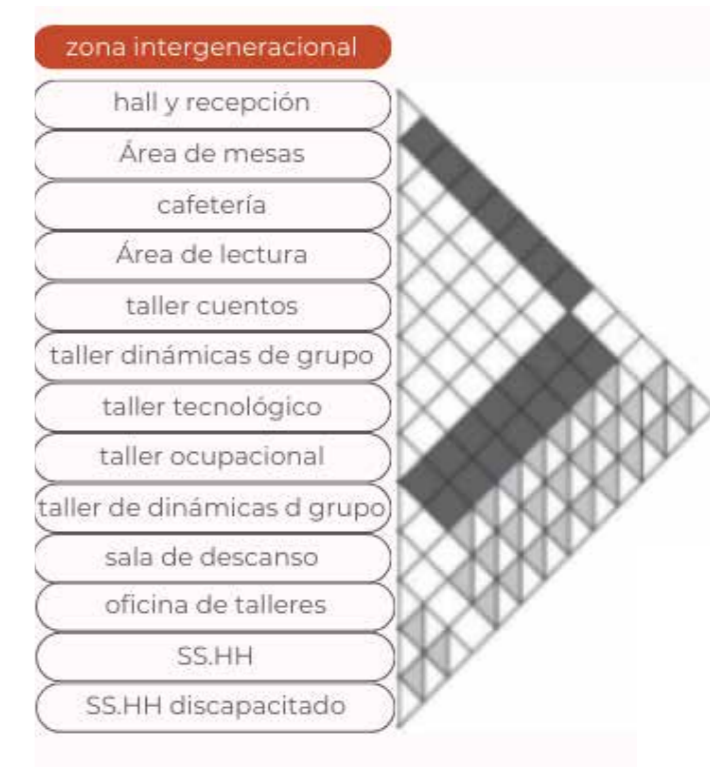 zona intergeneracional
hall y recepción
Área de mesas
cafetería
Área de lectura
taller cuentos
taller dinámicas de grupo
taller tecnológico
taller ocupacional
taller de dinámicas d grupo
sala de descanso
oficina de talleres
SS.HH
SS.HH discapacitado